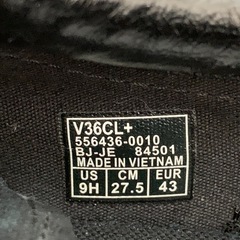 V36CL+
556436-0010
BJ-JE 84501
MADE IN VIETNAM
US CM EUR
9H 27.5 43